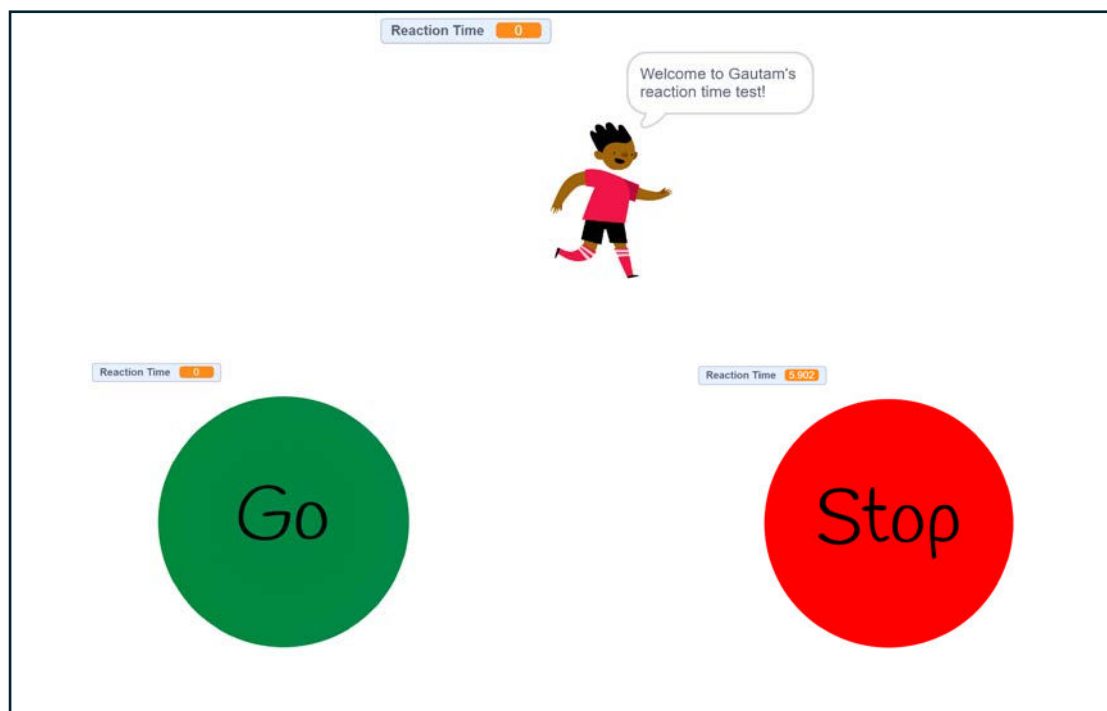 Reaction Time 0
Welcome to Gautam's
reaction time test!
Reaction Time 0
Go
Reaction Time 5.902
Stop